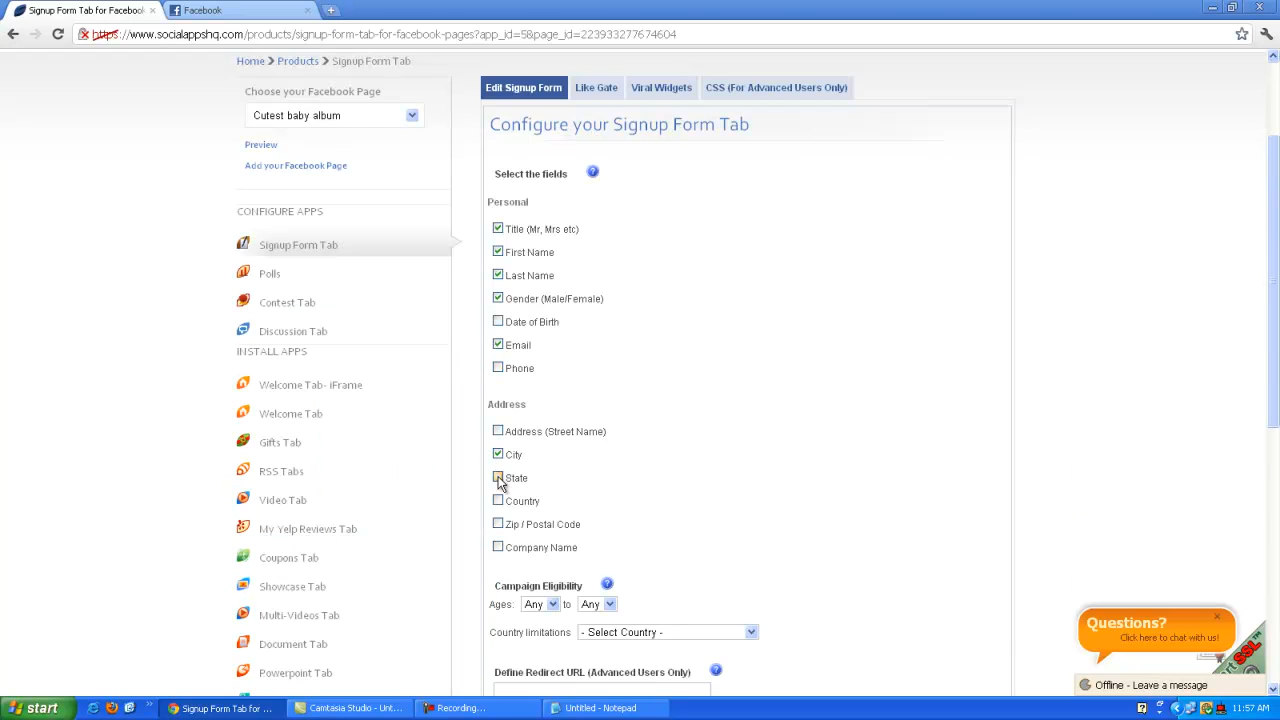 Signup Form Tab for Facebook
Facebook
https://www.socialappshq.com/products/signup-form-tab-for-facebook-pages?app_id=5&page_id=223933277674604
Home Products Signup Form Tab
Choose your Facebook Page
Cutest baby album
Preview
Add your Facebook Page
CONFIGURE APPS
Signup Form Tab
Polls
Contest Tab
Discussion Tab
INSTALL APPS
Welcome Tab- iFrame
Welcome Tab
Gifts Tab
RSS Tabs
Video Tab
My Yelp Reviews Tab
Coupons Tab
Showcase Tab
Multi-Videos Tab
Document Tab
Powerpoint Tab
Edit Signup Form Like Gate Viral Widgets CSS (For Advanced Users Only)
Configure your Signup Form Tab
Select the fields ?
Personal
Title (Mr, Mrs etc)
First Name
Last Name
Gender (Male/Female)
Date of Birth
Email
Phone
Address
Address (Street Name)
City
State
Country
Zip / Postal Code
Company Name
Campaign Eligibility ?
Ages: Any to Any
Country limitations - Select Country -
Define Redirect URL (Advanced Users Only) ?
Questions?
Click here to chat with us!
SSL
Offline - Leave a message
start Signup Form Tab for ... Camtasia Studio - Unt... Recording... Untitled - Notepad 11:57 AM